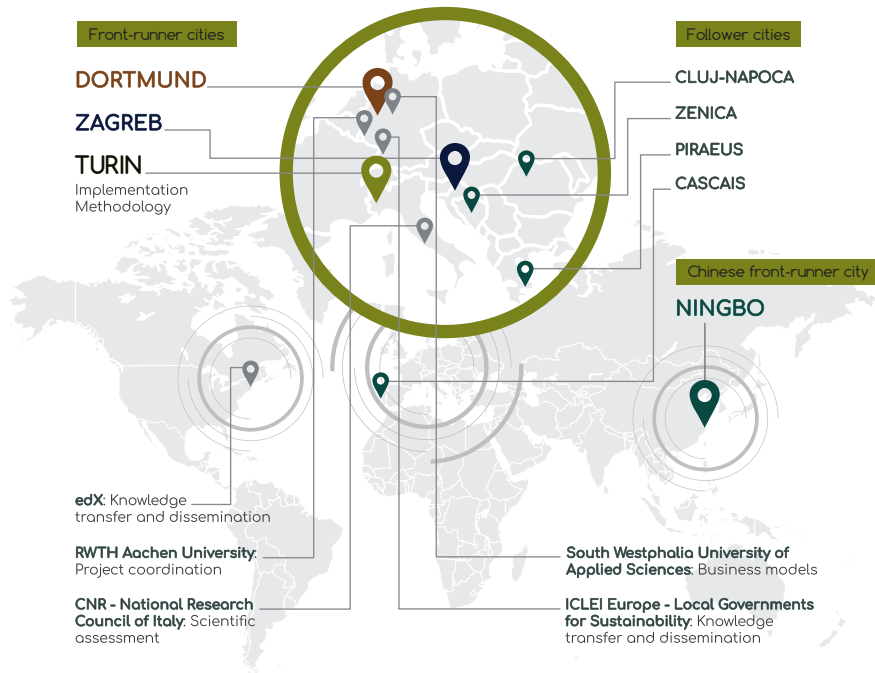 Front-runner cities
DORTMUND
ZAGREB
TURIN
Implementation
Methodology
Follower cities
CLUJ-NAPOCA
ZENICA
PIRAEUS
CASCAIS
Chinese front-runner city
NINGBO
edX: Knowledge
transfer and dissemination
RWTH Aachen University:
Project coordination
CNR - National Research
Council of Italy: Scientific
assessment
South Westphalia University of
Applied Sciences: Business models
ICLEI Europe - Local Governments
for Sustainability: Knowledge
transfer and dissemination